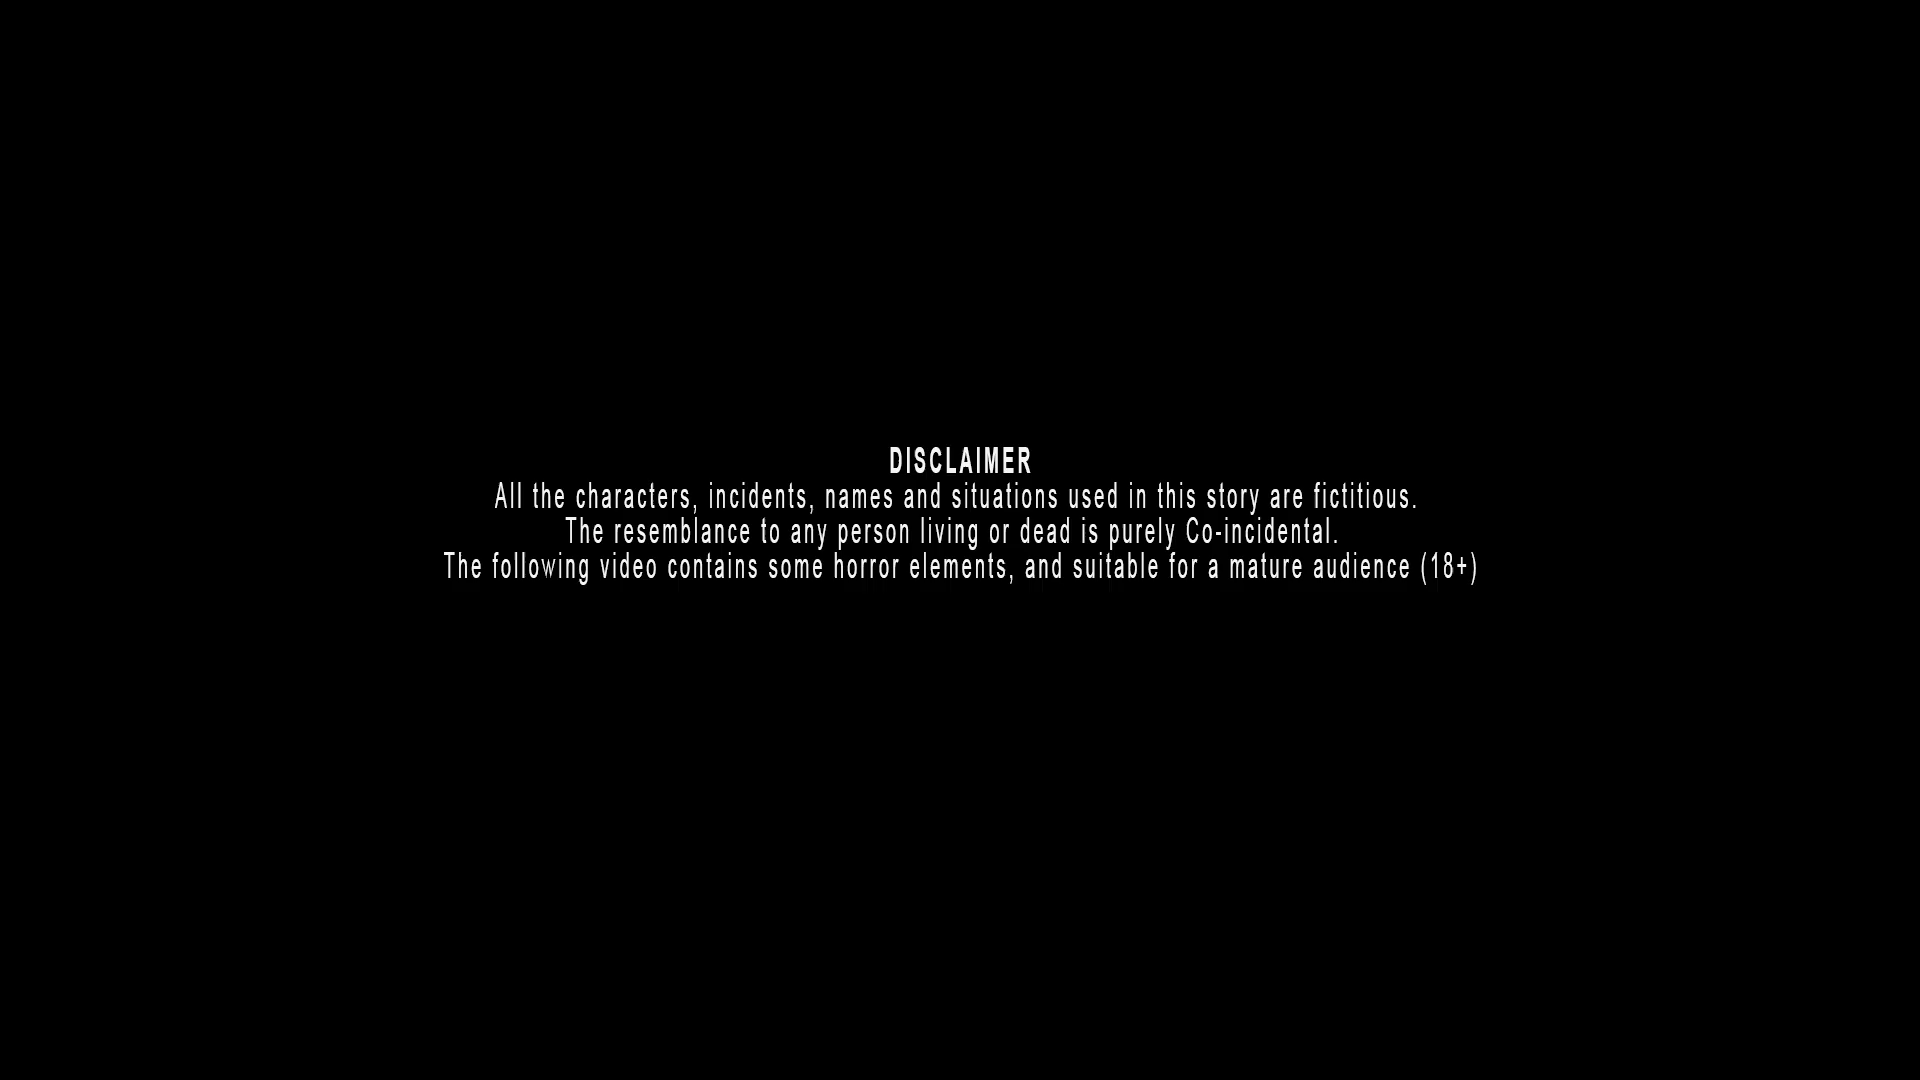 DISCLAIMER
All the characters, incidents, names and situations used in this story are fictitious.
The resemblance to any person living or dead is purely Co-incidental.
The following video contains some horror elements, and suitable for a mature audience (18+)